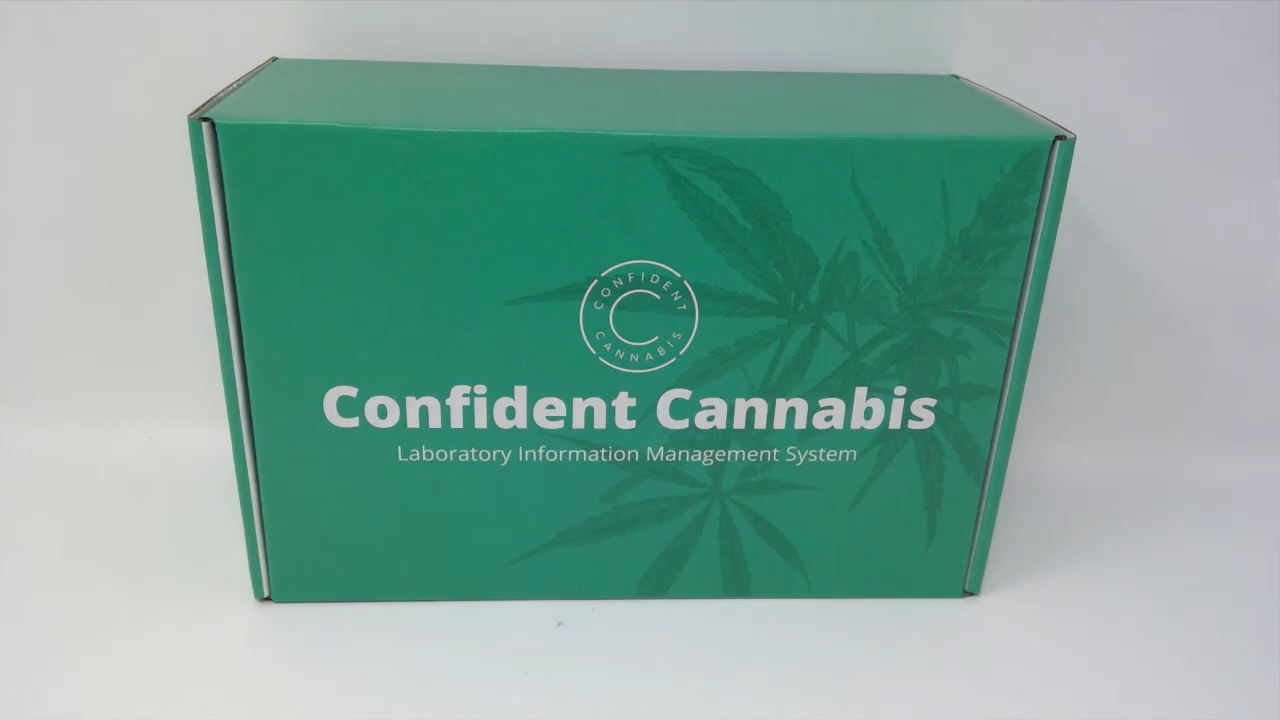 CONFIDENT
CANNABIS
Confident Cannabis
Laboratory Information Management System